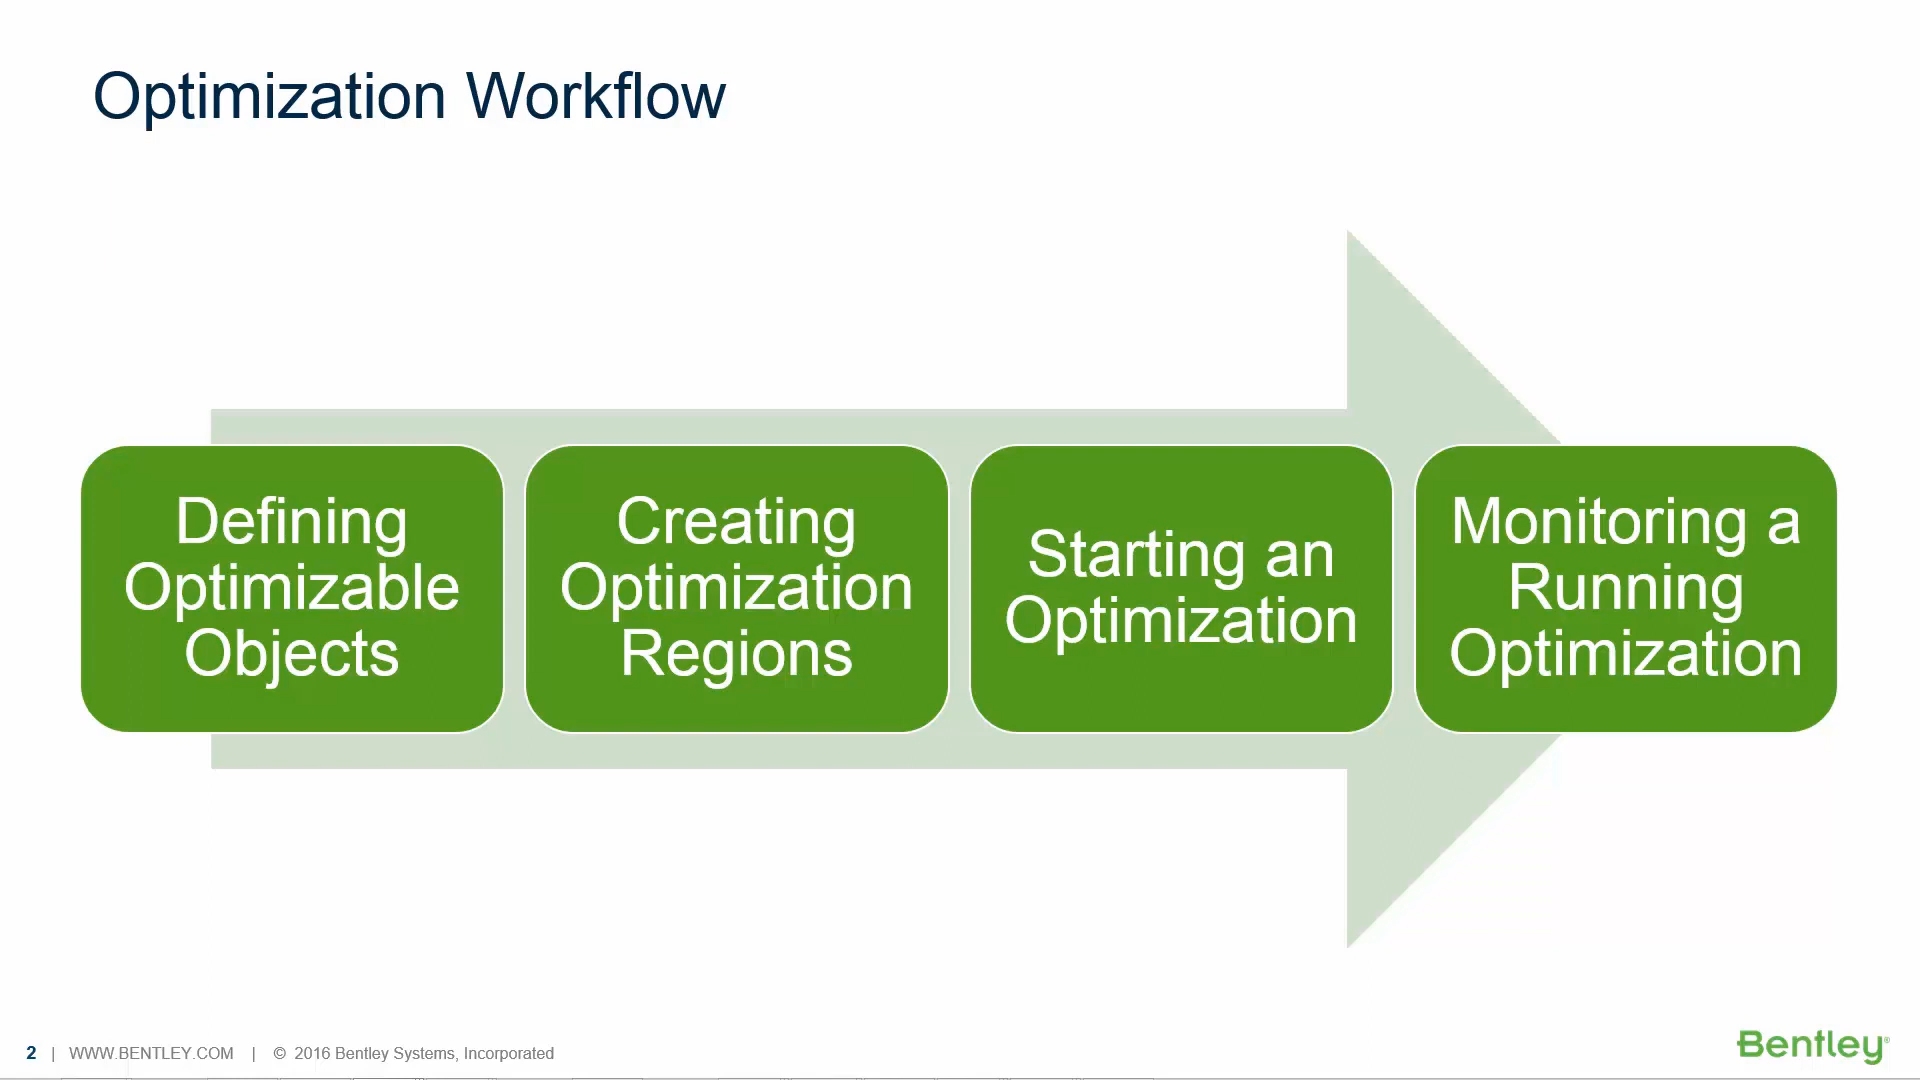 Optimization Workflow
Defining
Optimizable
Objects
Creating
Optimization
Regions
Starting an
Optimization
Monitoring a
Running
Optimization
2 | WWW.BENTLEY.COM | © 2016 Bentley Systems, Incorporated
Bentley®